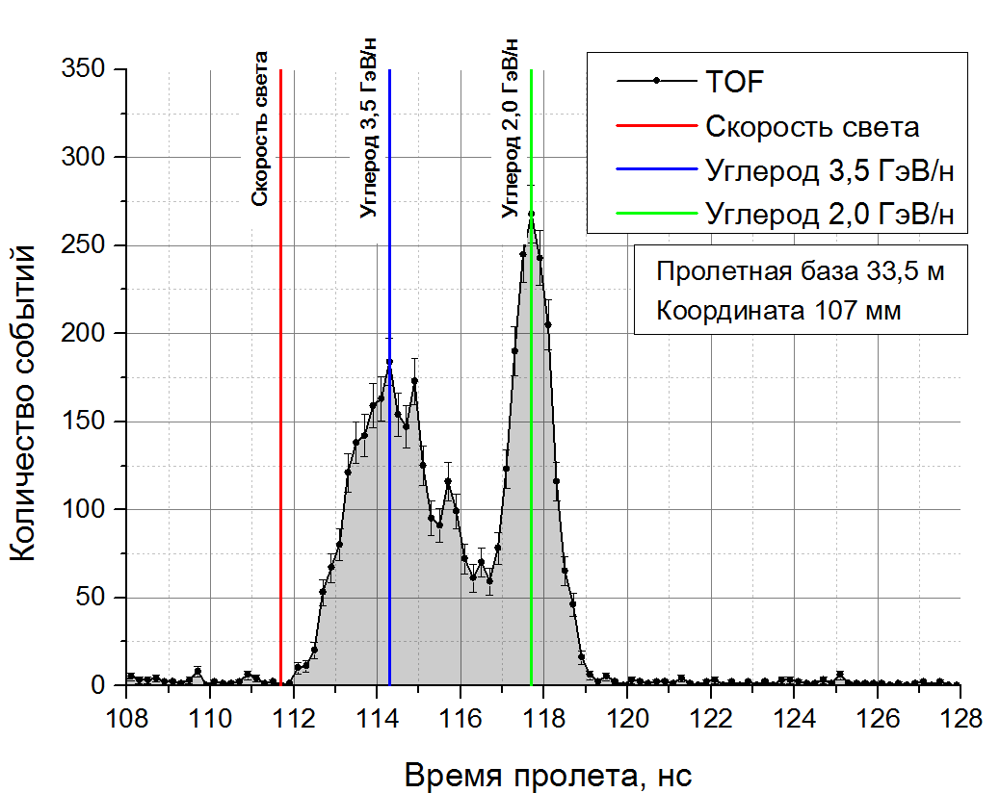 Скорость света
Углерод 3,5 ГэВ/н
Углерод 2,0 ГэВ/н
TOF
Скорость света
Углерод 3,5 ГэВ/н
Углерод 2,0 ГэВ/н
Пролетная база 33,5 м
Координата 107 мм
Количество событий
350
300
250
200
150
100
50
0
108 110 112 114 116 118 120 122 124 126 128
Время пролета, нс